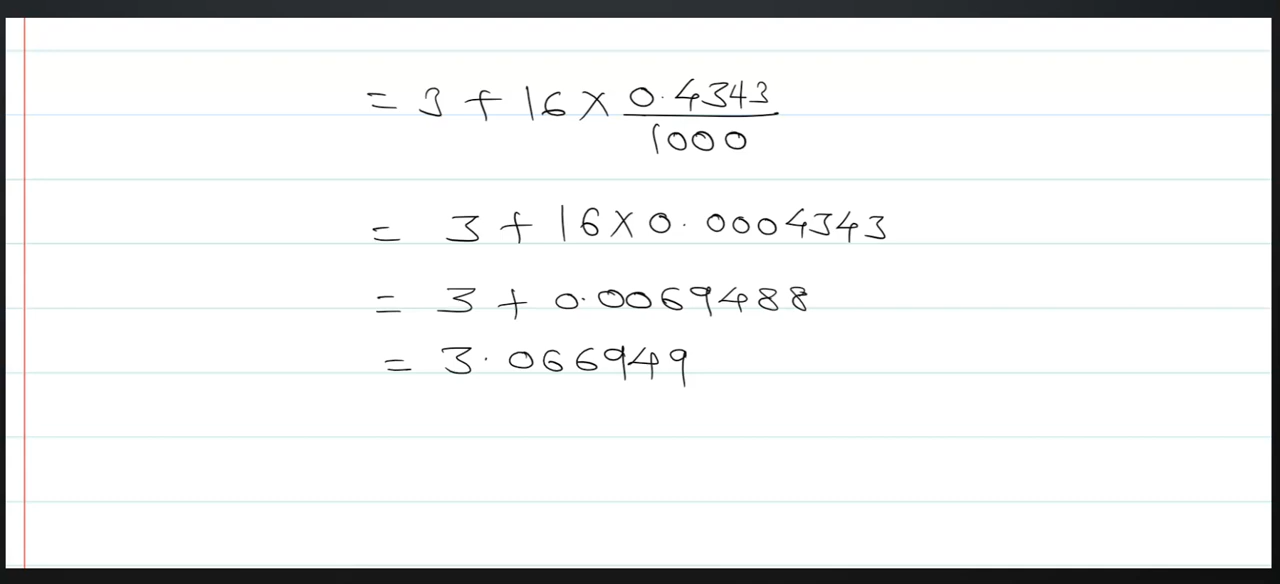 = 3 + 16 × 0.4343/1000
= 3 + 16 × 0.0004343
= 3 + 0.0069488
= 3.066949